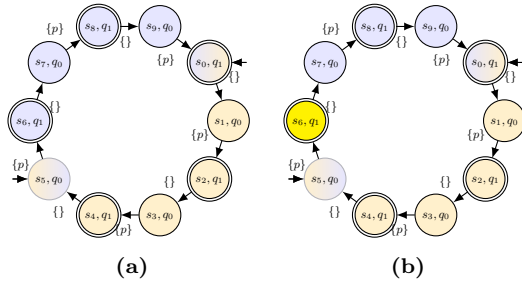 {p} s₈, q₁ {} s₉, q₀ {p} s₀, q₁ {}
s₇, q₀ s₁, q₀
{} s₆, q₁ {p}
{p} s₅, q₀ {} s₂, q₁
{} s₄, q₁ {p} s₃, q₀ {}
(a)
{p} s₈, q₁ {} s₉, q₀ {p} s₀, q₁ {}
s₇, q₀ s₁, q₀
{} s₆, q₁ {p}
{p} s₅, q₀ {} s₂, q₁
{} s₄, q₁ {p} s₃, q₀
(b)